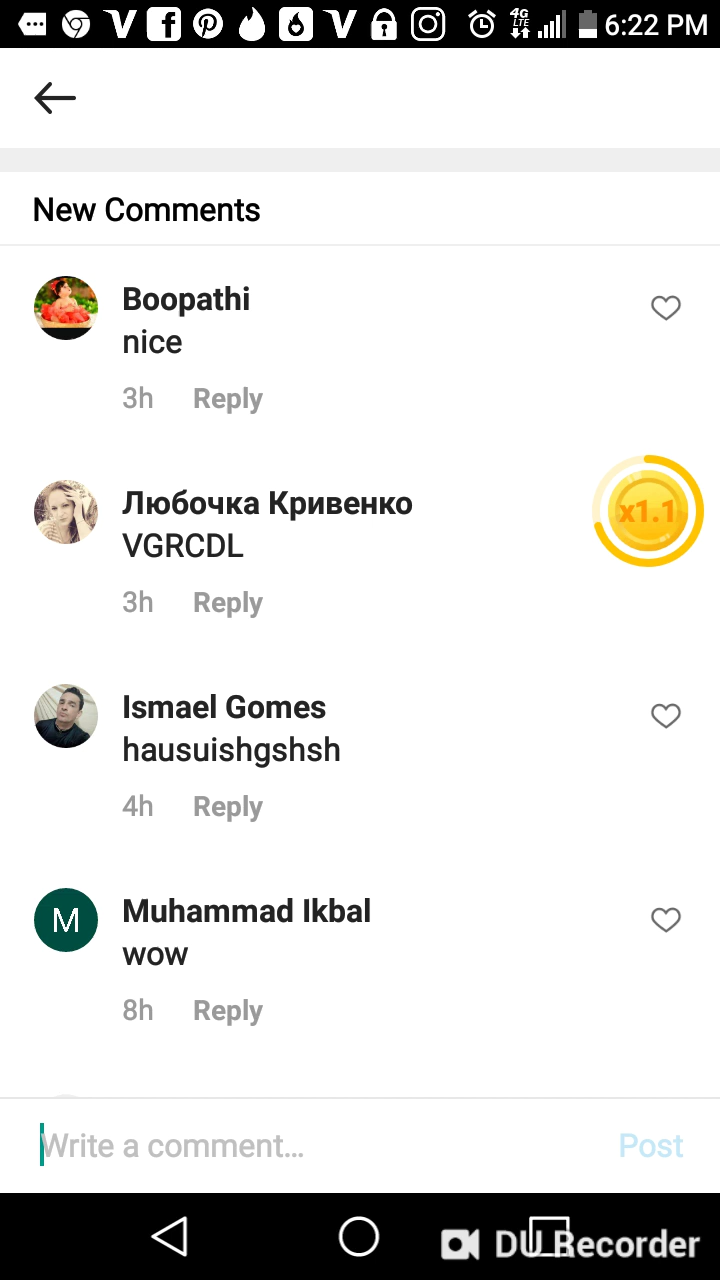 4G
LTE
6:22 PM
New Comments
Boopathi
nice
3h Reply
Любочка Кривенко
x1.1
VGRCDL
3h Reply
Ismael Gomes
hausuishgshsh
4h Reply
M
Muhammad Ikbal
wow
8h Reply
Write a comment... Post
DU Recorder